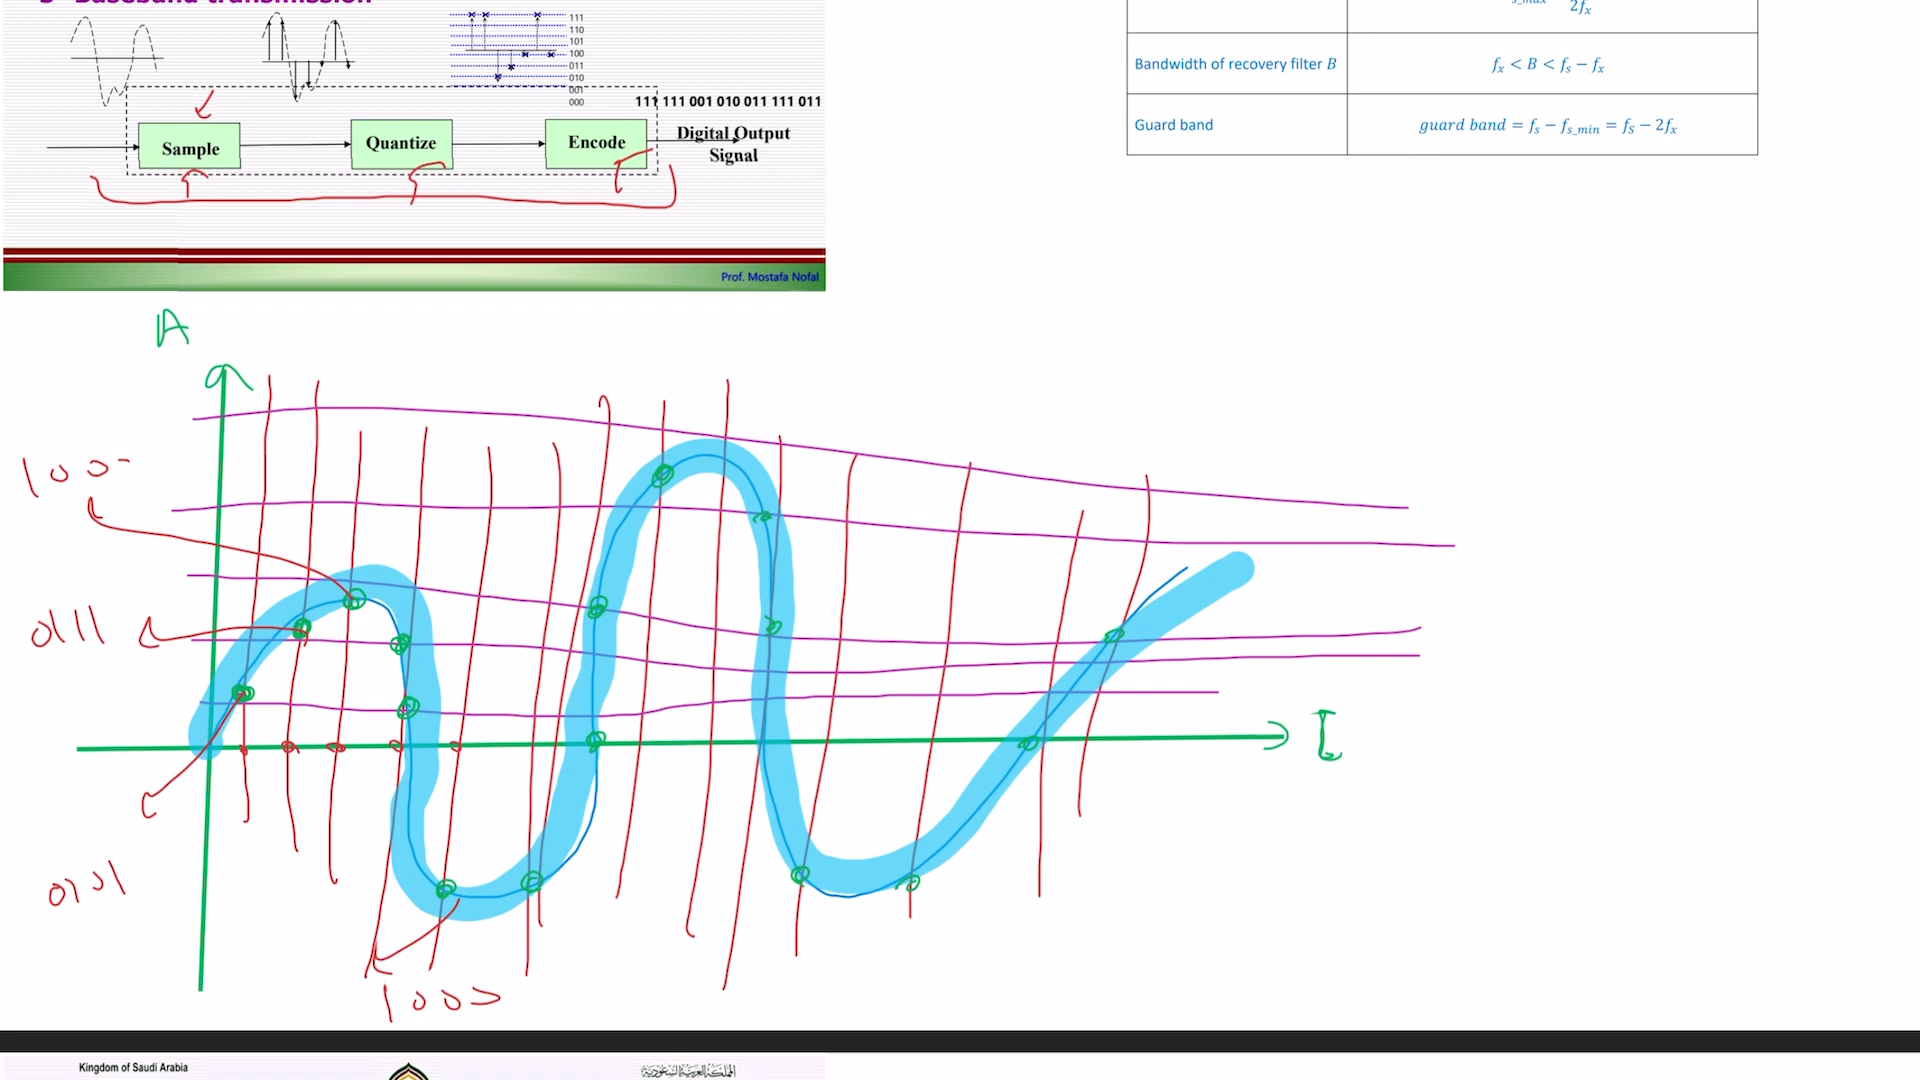 111
110
101
100
011
010
001
000
111 111 001 010 011 111 011
Sample
Quantize
Encode
Digital Output
Signal
Prof. Mostafa Nofal
2fₓ
Bandwidth of recovery filter B
fₓ < B < fₛ − fₓ
Guard band
guard band = fₛ − fₛ_min = fₛ − 2fₓ
A
100
0111
0101
1000
Kingdom of Saudi Arabia
المملكة العربية السعودية